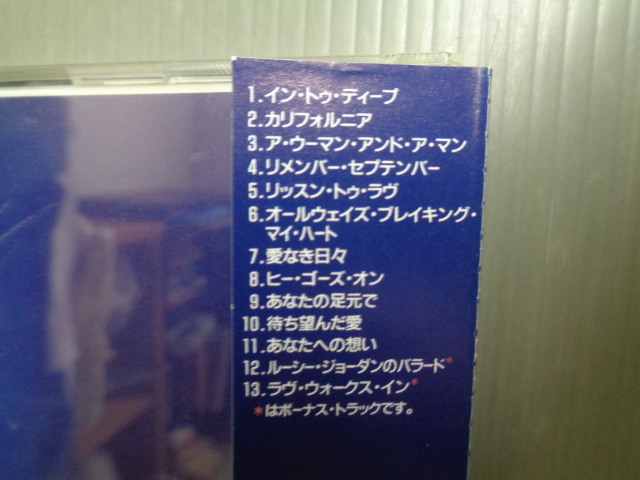 1.イン・トゥ・ディープ
2.カリフォルニア
3.ア・ウーマン・アンド・ア・マン
4.リメンバー・セプテンバー
5.リッスン・トゥ・ラヴ
6.オールウェイズ・ブレイキング・
マイ・ハート
7.愛なき日々
8.ヒー・ゴーズ・オン
9.あなたの足元で
10.待ち望んだ愛
11.あなたへの想い
12.ルーシー・ジョーダンのバラード*
13.ラヴ・ウォークス・イン*
*はボーナス・トラックです。